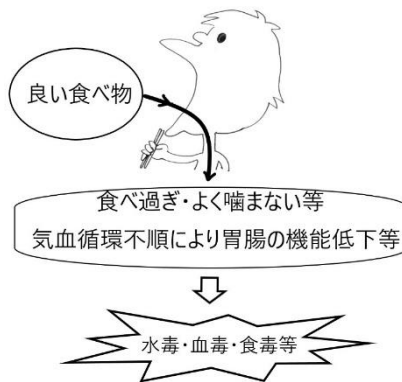 良い食べ物
食べ過ぎ・よく噛まない等
気血循環不順により胃腸の機能低下等
水毒・血毒・食毒等